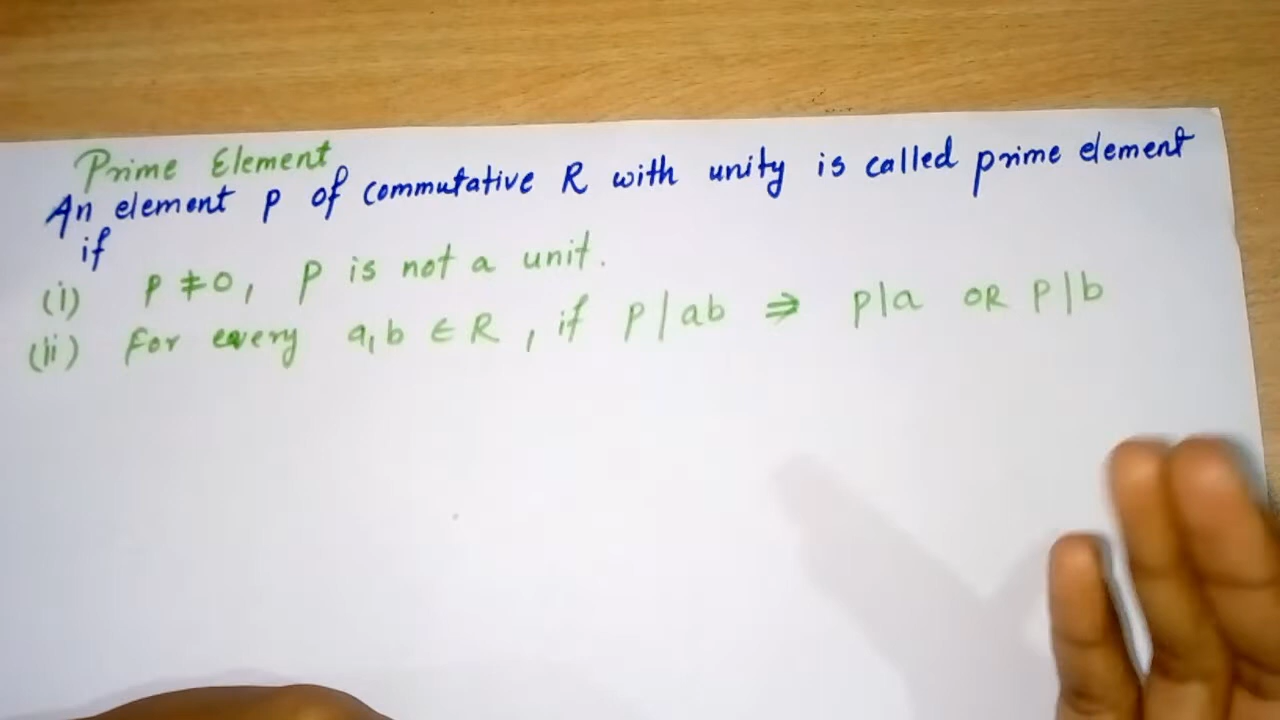 Prime Element
An element p of commutative R with unity is called prime element
if
(i) P ≠ 0, P is not a unit.
(ii) For every a,b ∈ R, if P/ab ⇒ P|a OR P|b